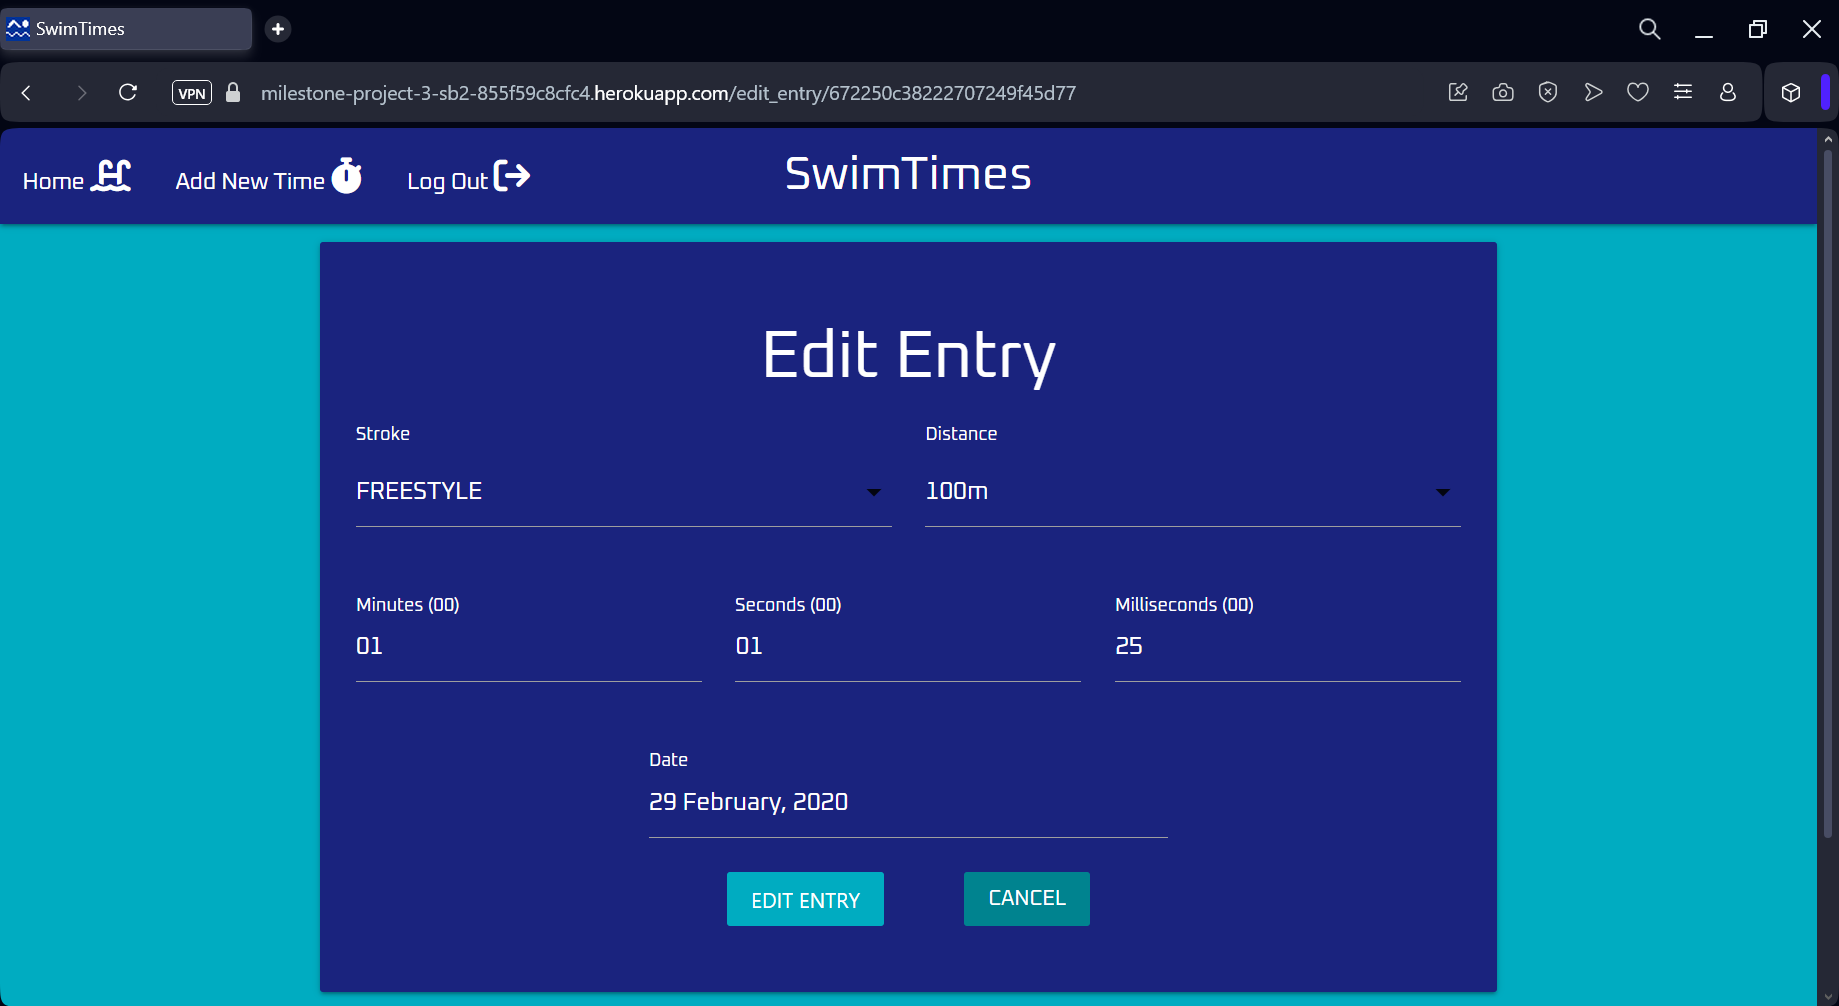 SwimTimes
VPN milestone-project-3-sb2-855f59c8cfc4.herokuapp.com/edit_entry/672250c38222707249f45d77
Home Add New Time Log Out SwimTimes
Edit Entry
Stroke Distance
FREESTYLE 100m
Minutes (00) Seconds (00) Milliseconds (00)
01 01 25
Date
29 February, 2020
EDIT ENTRY CANCEL